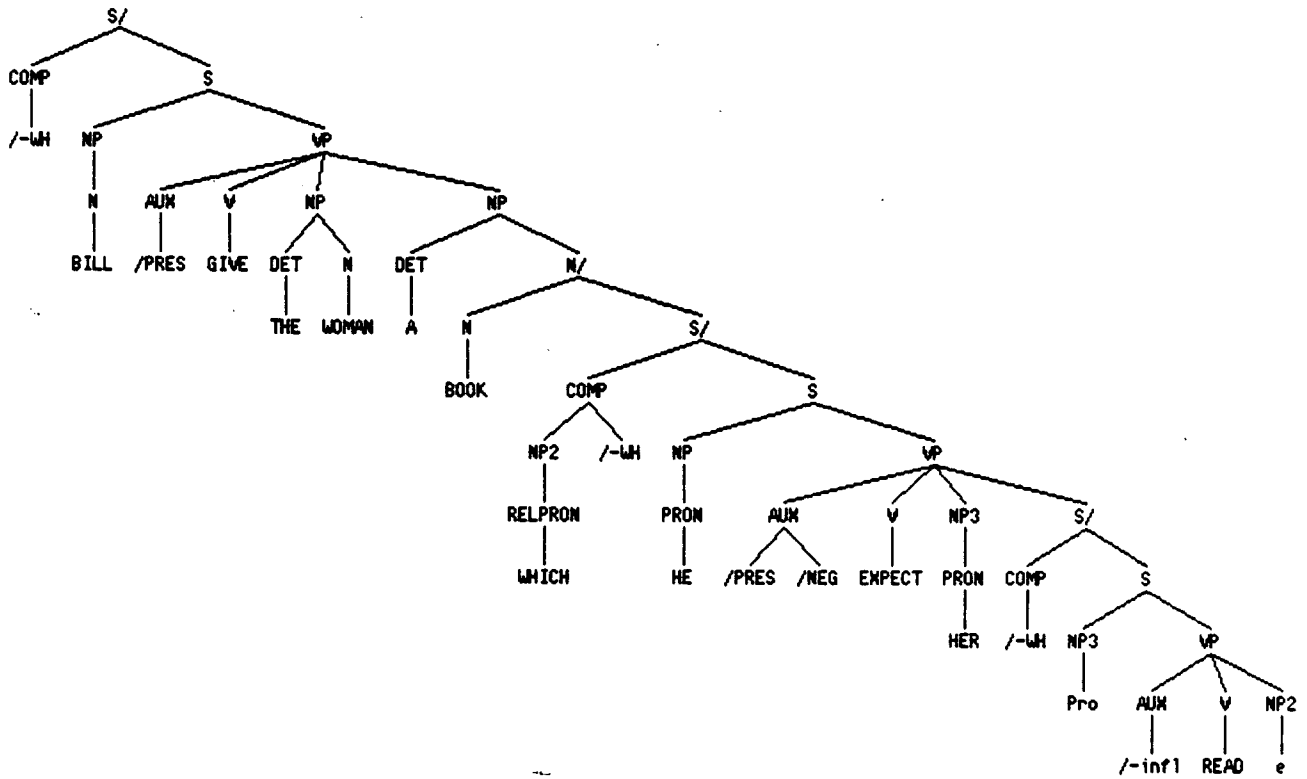 S/
COMP S
/-WH NP VP
N AUX V NP NP
BILL /PRES GIVE DET N DET N/
THE WOMAN A N S/
BOOK COMP S
NP2 /-WH NP VP
RELPRON PRON AUX V NP3 S/
WHICH HE /PRES /NEG EXPECT PRON COMP S
HER /-WH NP3 VP
Pro AUX V NP2
/-infl READ e